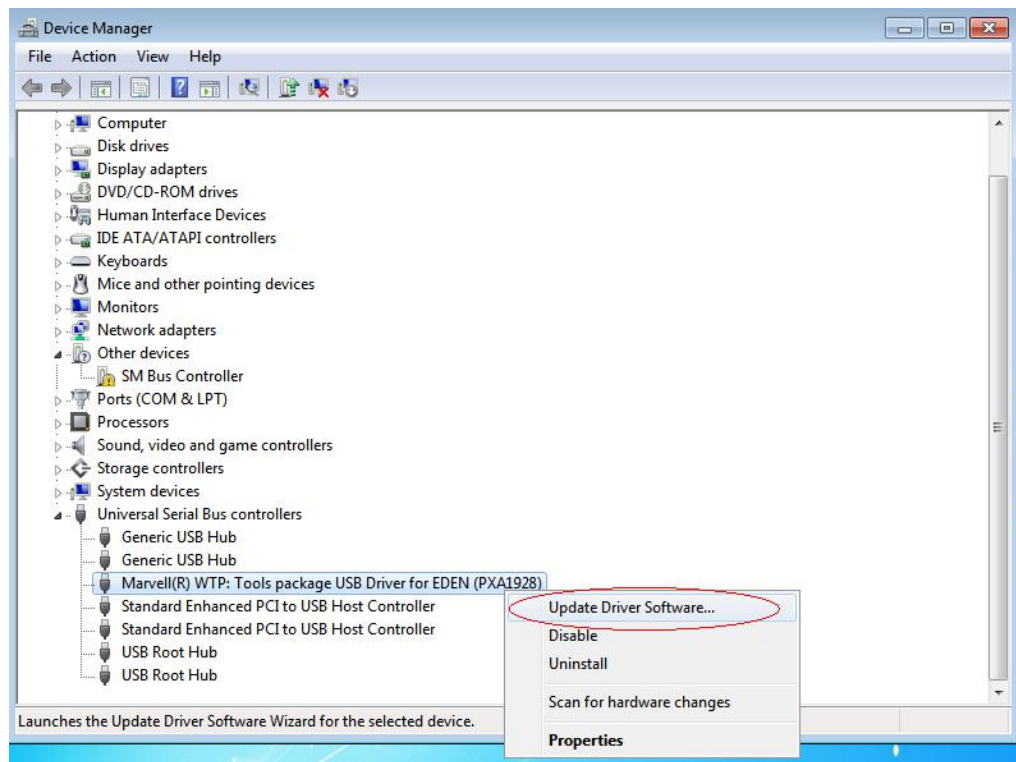 Device Manager
File Action View Help
Computer
Disk drives
Display adapters
DVD/CD-ROM drives
Human Interface Devices
IDE ATA/ATAPI controllers
Keyboards
Mice and other pointing devices
Monitors
Network adapters
Other devices
SM Bus Controller
Ports (COM & LPT)
Processors
Sound, video and game controllers
Storage controllers
System devices
Universal Serial Bus controllers
Generic USB Hub
Generic USB Hub
Marvell(R) WTP: Tools package USB Driver for EDEN (PXA1928)
Standard Enhanced PCI to USB Host Controller
Standard Enhanced PCI to USB Host Controller
USB Root Hub
USB Root Hub
Update Driver Software...
Disable
Uninstall
Scan for hardware changes
Properties
Launches the Update Driver Software Wizard for the selected device.